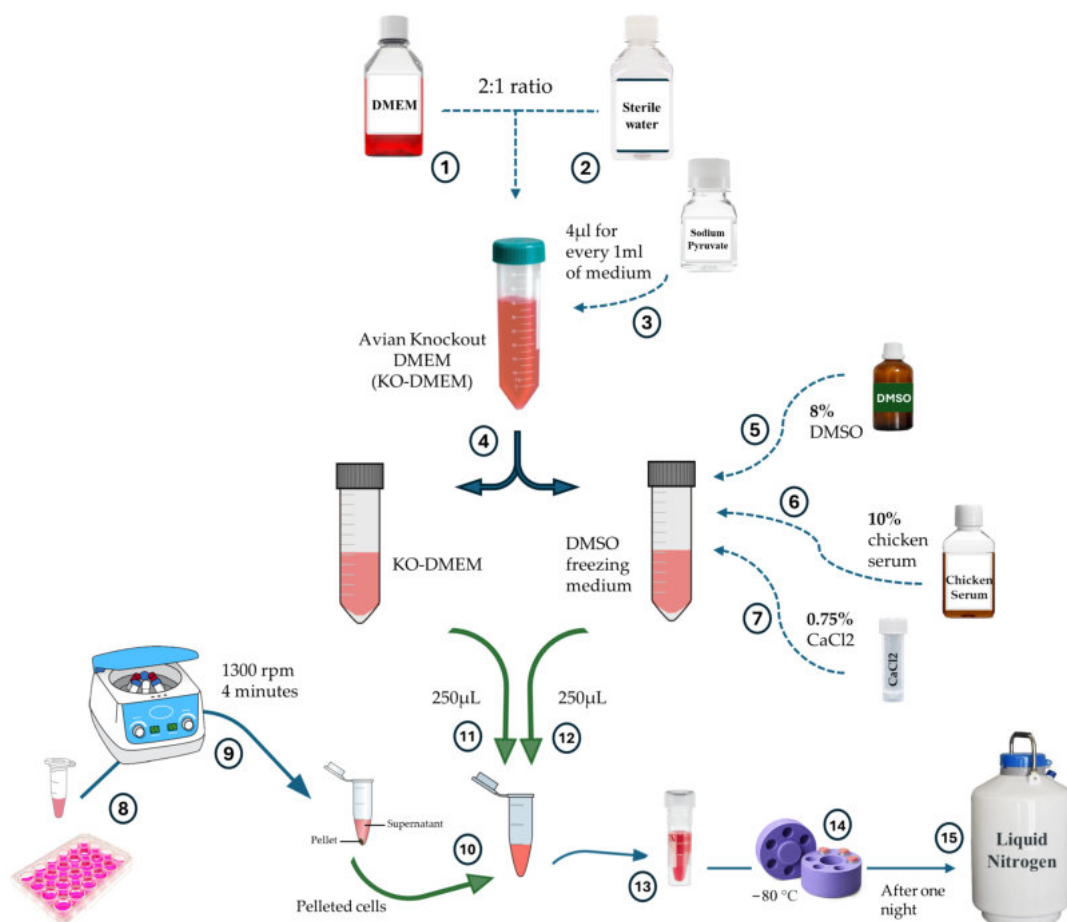 DMEM
2:1 ratio
Sterile
water
1
2
Sodium
Pyruvate
4µl for
every 1ml
of medium
3
Avian Knockout
DMEM
(KO-DMEM)
DMSO
8%
DMSO
5
4
6
10%
chicken
serum
KO-DMEM
DMSO
freezing
medium
Chicken
Serum
7
0.75%
CaCl2
CaCl2
1300 rpm
4 minutes
250µL
250µL
11
12
9
8
Supernatant
Pellet
10
Pelleted cells
13
14
−80 °C
15
After one
night
Liquid
Nitrogen